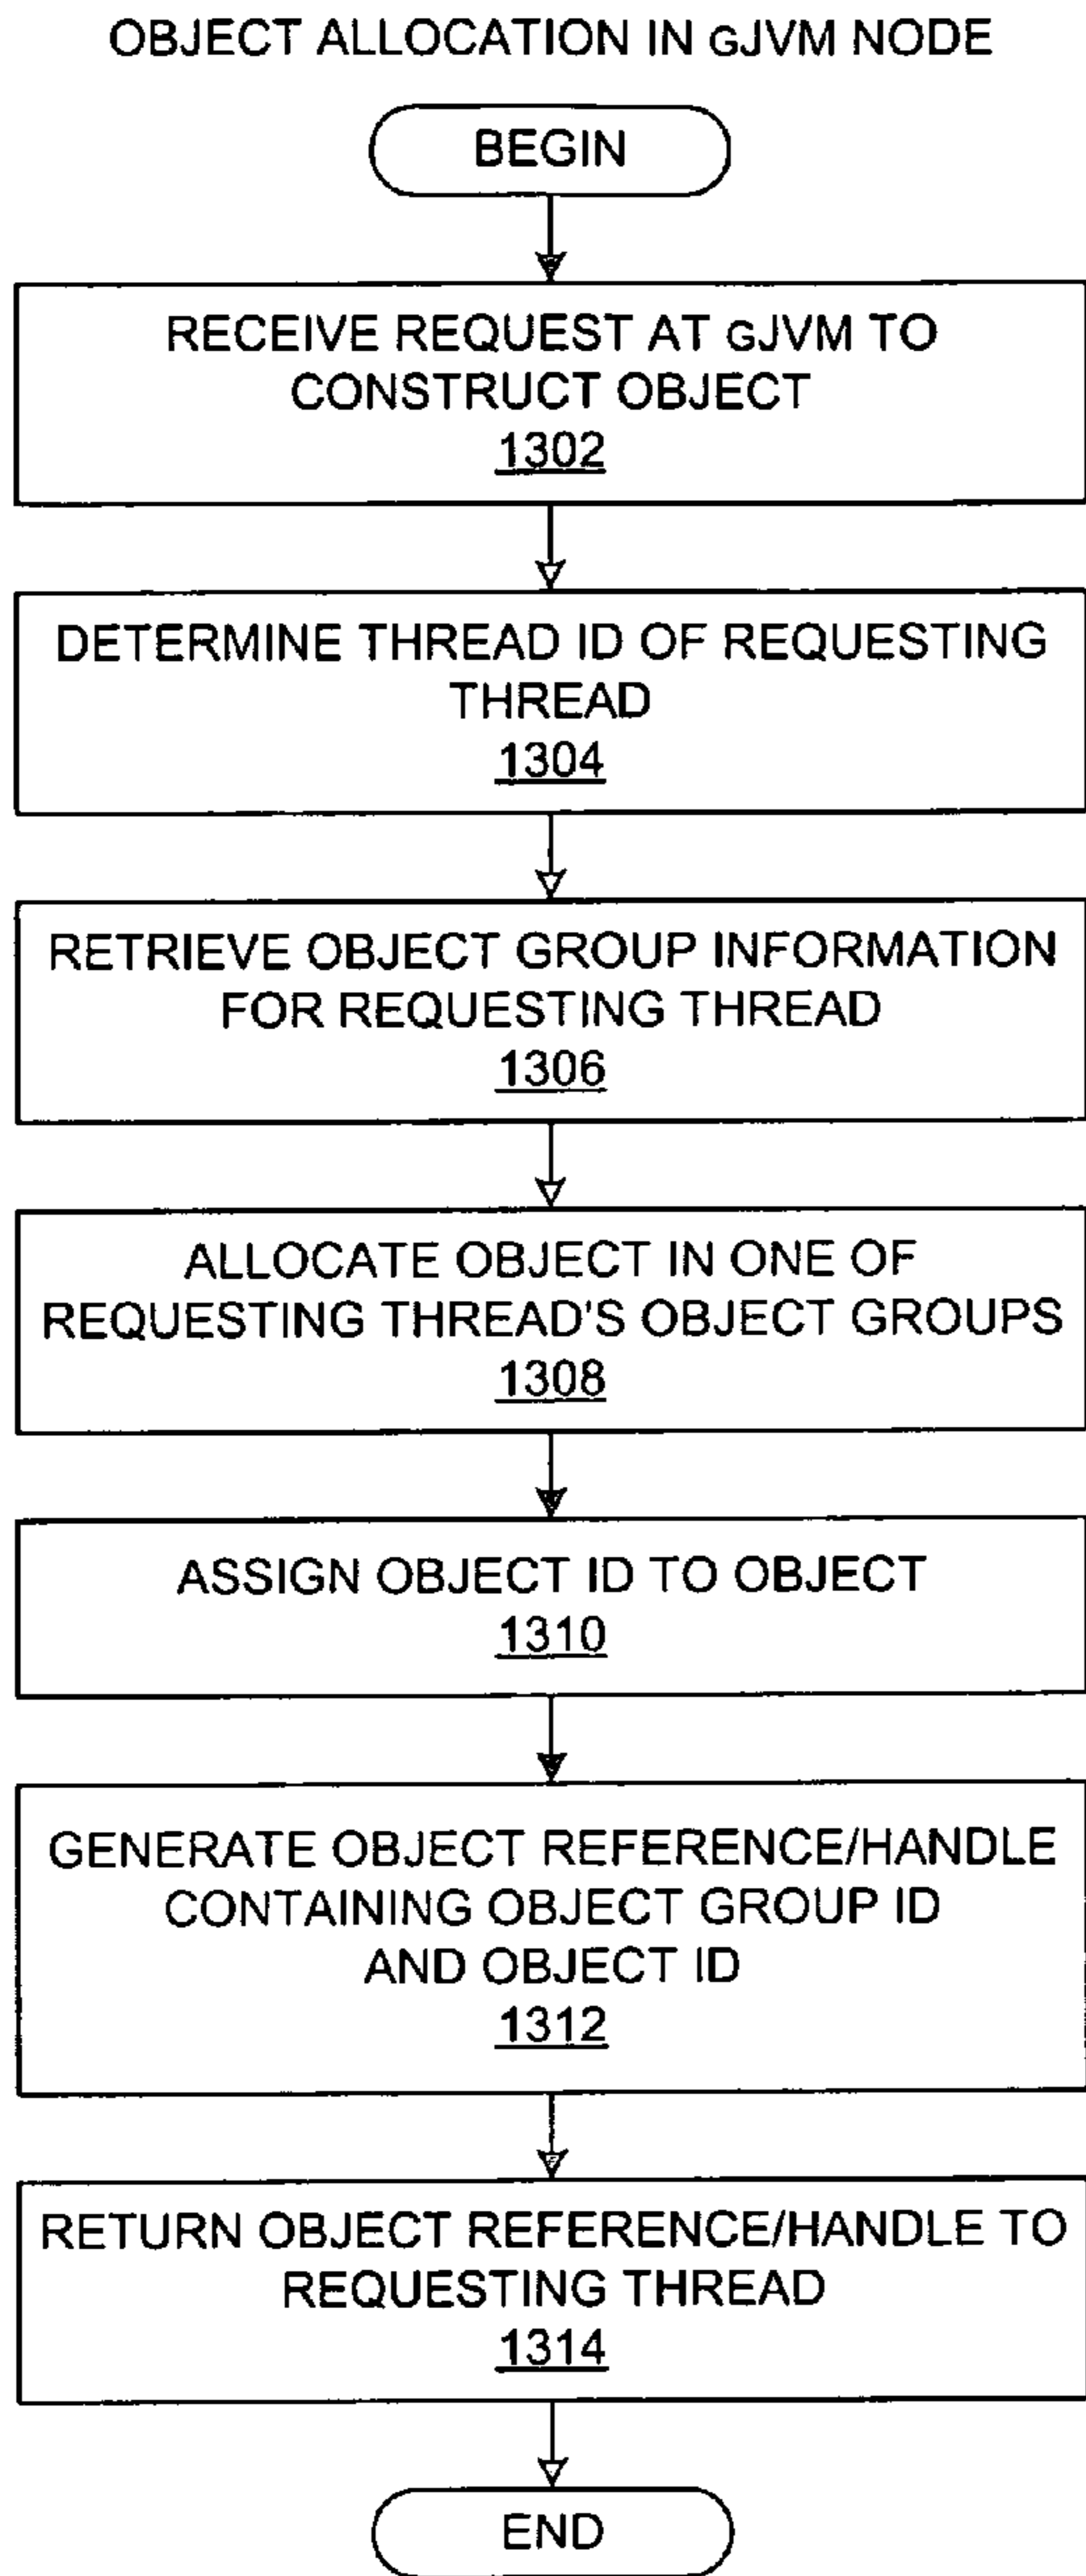 OBJECT ALLOCATION IN GJVM NODE
BEGIN
RECEIVE REQUEST AT GJVM TO
CONSTRUCT OBJECT
1302
DETERMINE THREAD ID OF REQUESTING
THREAD
1304
RETRIEVE OBJECT GROUP INFORMATION
FOR REQUESTING THREAD
1306
ALLOCATE OBJECT IN ONE OF
REQUESTING THREAD'S OBJECT GROUPS
1308
ASSIGN OBJECT ID TO OBJECT
1310
GENERATE OBJECT REFERENCE/HANDLE
CONTAINING OBJECT GROUP ID
AND OBJECT ID
1312
RETURN OBJECT REFERENCE/HANDLE TO
REQUESTING THREAD
1314
END